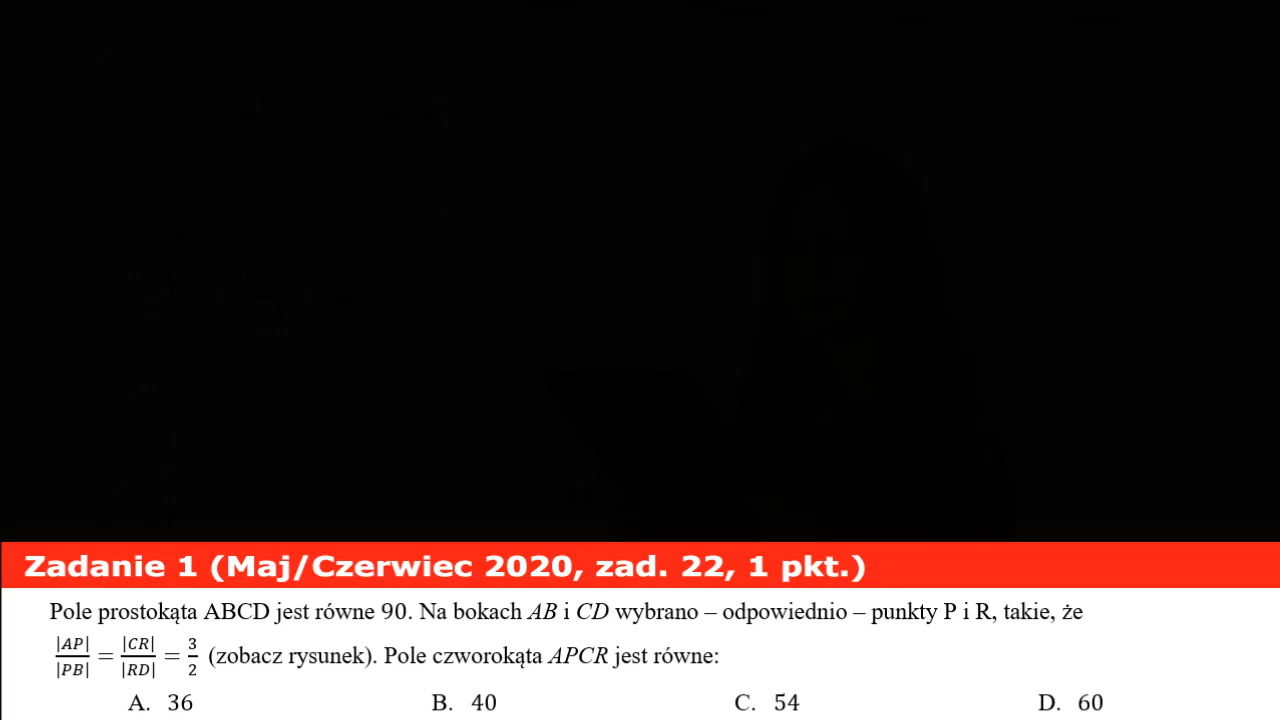 Zadanie 1 (Maj/Czerwiec 2020, zad. 22, 1 pkt.)
Pole prostokąta ABCD jest równe 90. Na bokach AB i CD wybrano – odpowiednio – punkty P i R, takie, że
|AP|/|PB| = |CR|/|RD| = 3/2 (zobacz rysunek). Pole czworokąta APCR jest równe:
A. 36 B. 40 C. 54 D. 60